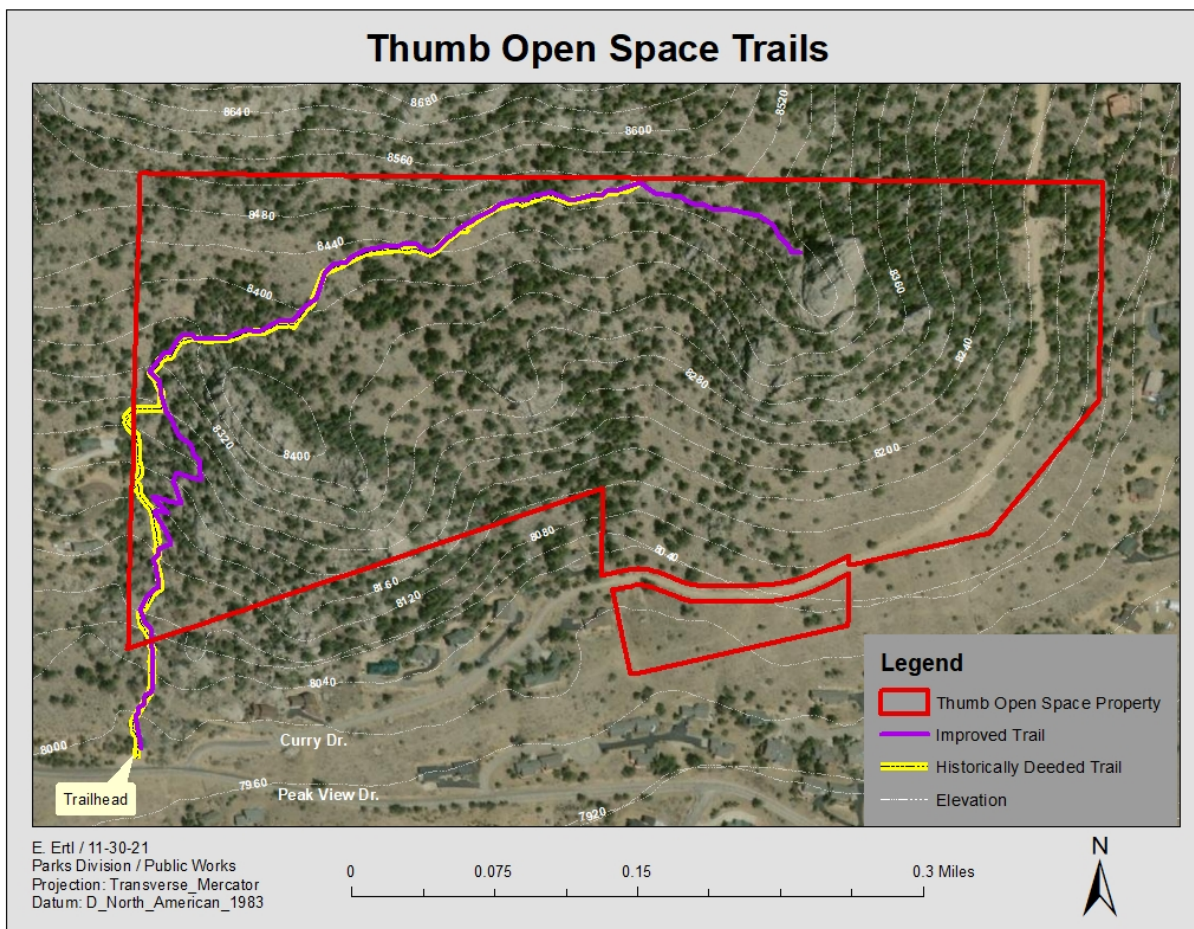 Thumb Open Space Trails
8680
8640
8520
8600
8560
8480
8440
8400
8360
8240
8280
8320
8400
8200
8080
8040
8160
8120
8040
8000
Curry Dr.
7960
Peak View Dr.
7920
Trailhead
Legend
Thumb Open Space Property
Improved Trail
Historically Deeded Trail
Elevation
E. Ertl / 11-30-21
Parks Division / Public Works
Projection: Transverse_Mercator
Datum: D_North_American_1983
0 0.075 0.15 0.3 Miles
N